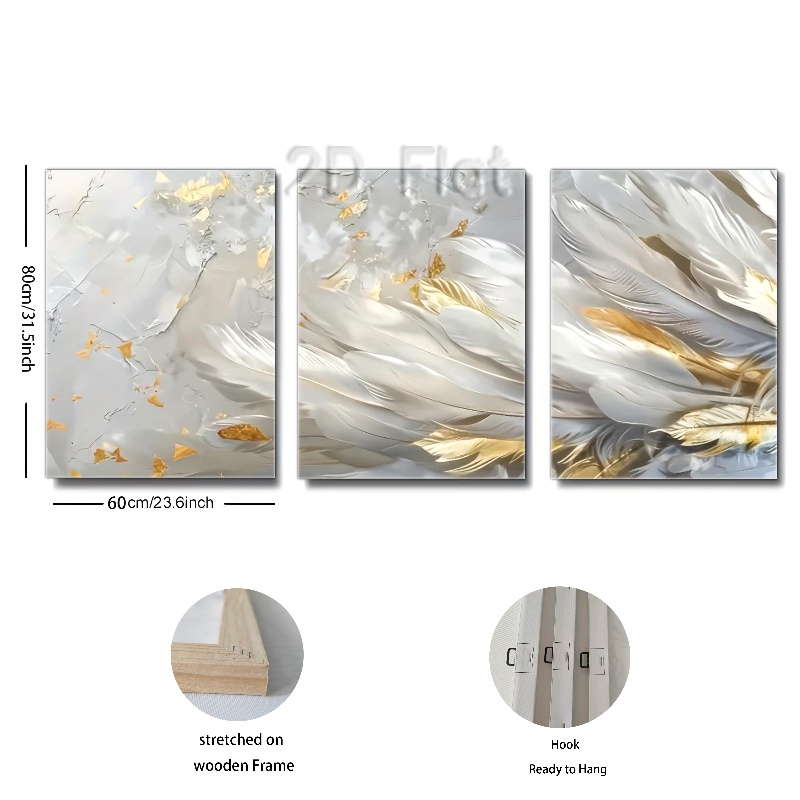 2D Flat
80cm/31.5inch
60cm/23.6inch
stretched on
wooden Frame
Hook
Ready to Hang